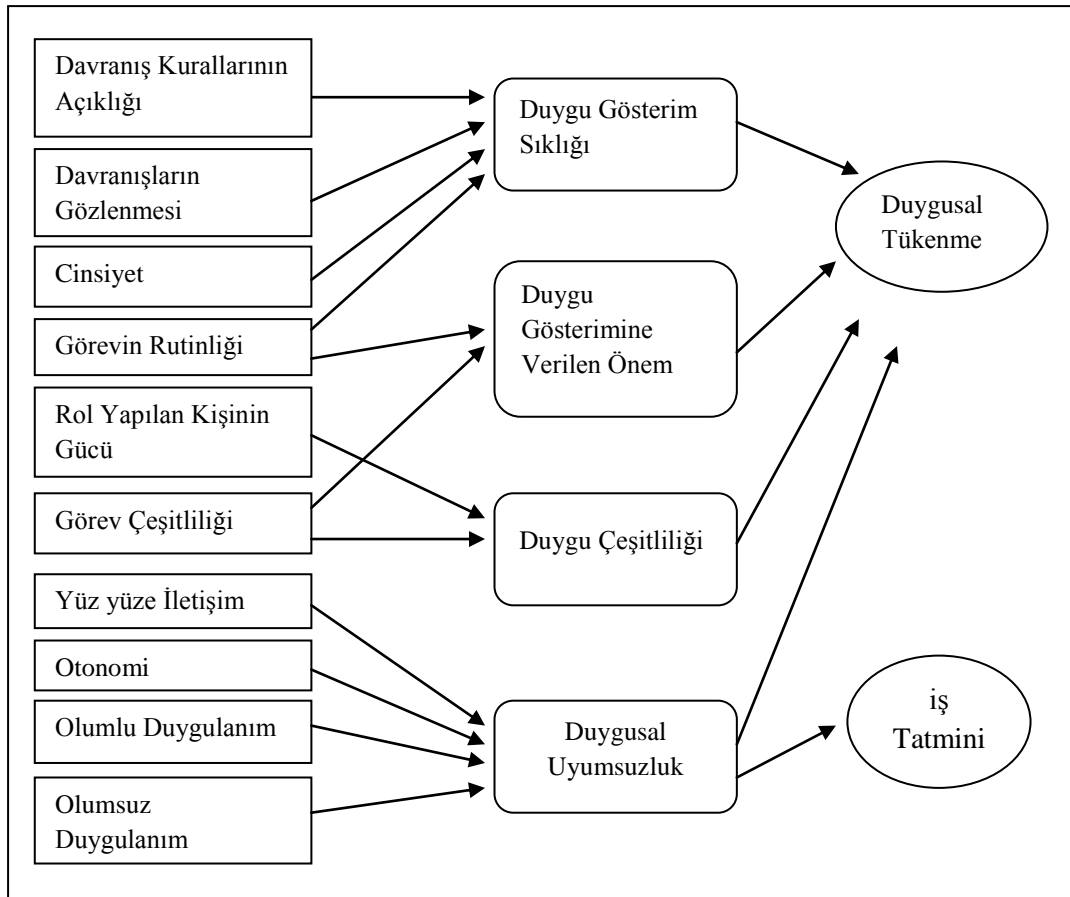 Davranış Kurallarının
Açıklığı
Davranışların
Gözlenmesi
Cinsiyet
Görevin Rutinliği
Rol Yapılan Kişinin
Gücü
Görev Çeşitliliği
Yüz yüze İletişim
Otonomi
Olumlu Duygulanım
Olumsuz
Duygulanım
Duygu Gösterim
Sıklığı
Duygu
Gösterimine
Verilen Önem
Duygu Çeşitliliği
Duygusal
Uyumsuzluk
Duygusal
Tükenme
iş
Tatmini